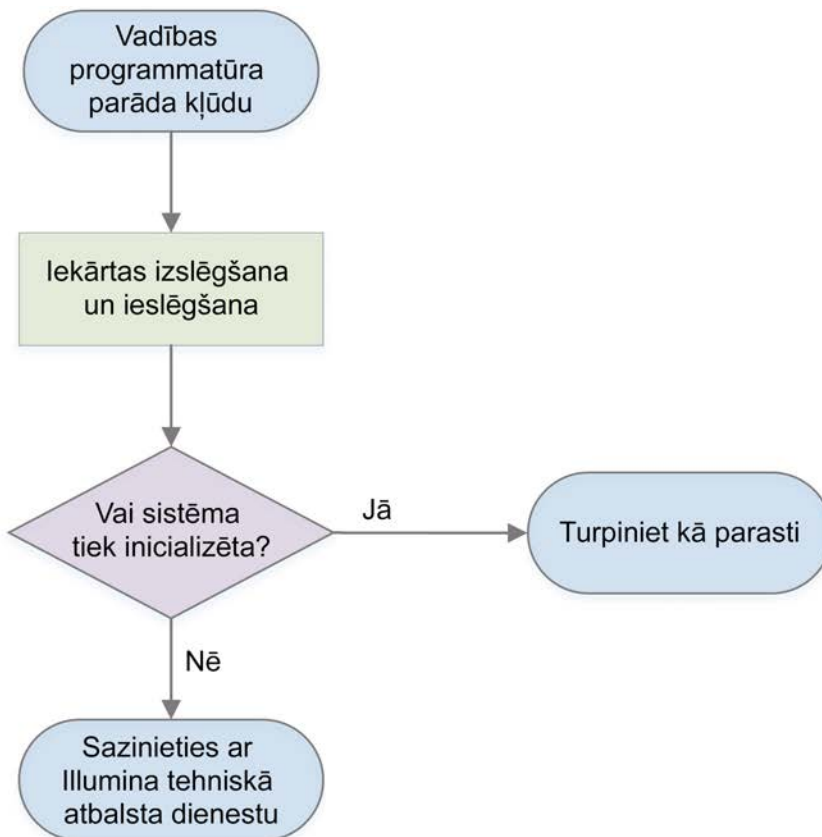 Vadības
programmatūra
parāda kļūdu
Iekārtas izslēgšana
un ieslēgšana
Vai sistēma
tiek inicializēta?
Jā
Turpiniet kā parasti
Nē
Sazinieties ar
Illumina tehniskā
atbalsta dienestu